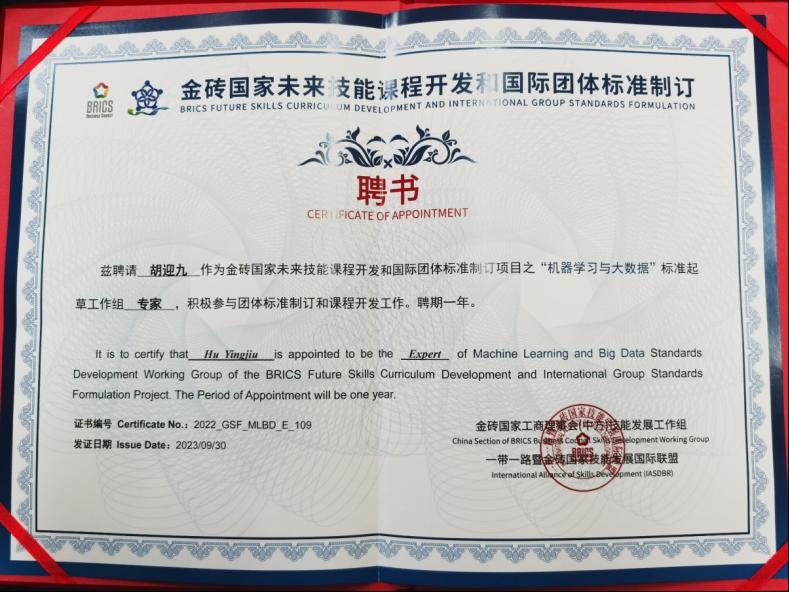 BRICS
Business Council
金砖国家未来技能课程开发和国际团体标准制订
BRICS FUTURE SKILLS CURRICULUM DEVELOPMENT AND INTERNATIONAL GROUP STANDARDS FORMULATION
聘书
CERTIFICATE OF APPOINTMENT
兹聘请 胡迎九 作为金砖国家未来技能课程开发和国际团体标准制订项目之“机器学习与大数据”标准起
草工作组 专家 ，积极参与团体标准制订和课程开发工作。聘期一年。
It is to certify that Hu Yingjiu is appointed to be the Expert of Machine Learning and Big Data Standards
Development Working Group of the BRICS Future Skills Curriculum Development and International Group Standards
Formulation Project. The Period of Appointment will be one year.
证书编号 Certificate No.: 2022_GSF_MLBD_E_109
发证日期 Issue Date: 2023/09/30
金砖国家工商理事会(中方)技能发展工作组
China Section of BRICS Business Council Skills Development Working Group
一带一路暨金砖国家技能发展国际联盟
International Alliance of Skills Development (IASDBR)
BRICS